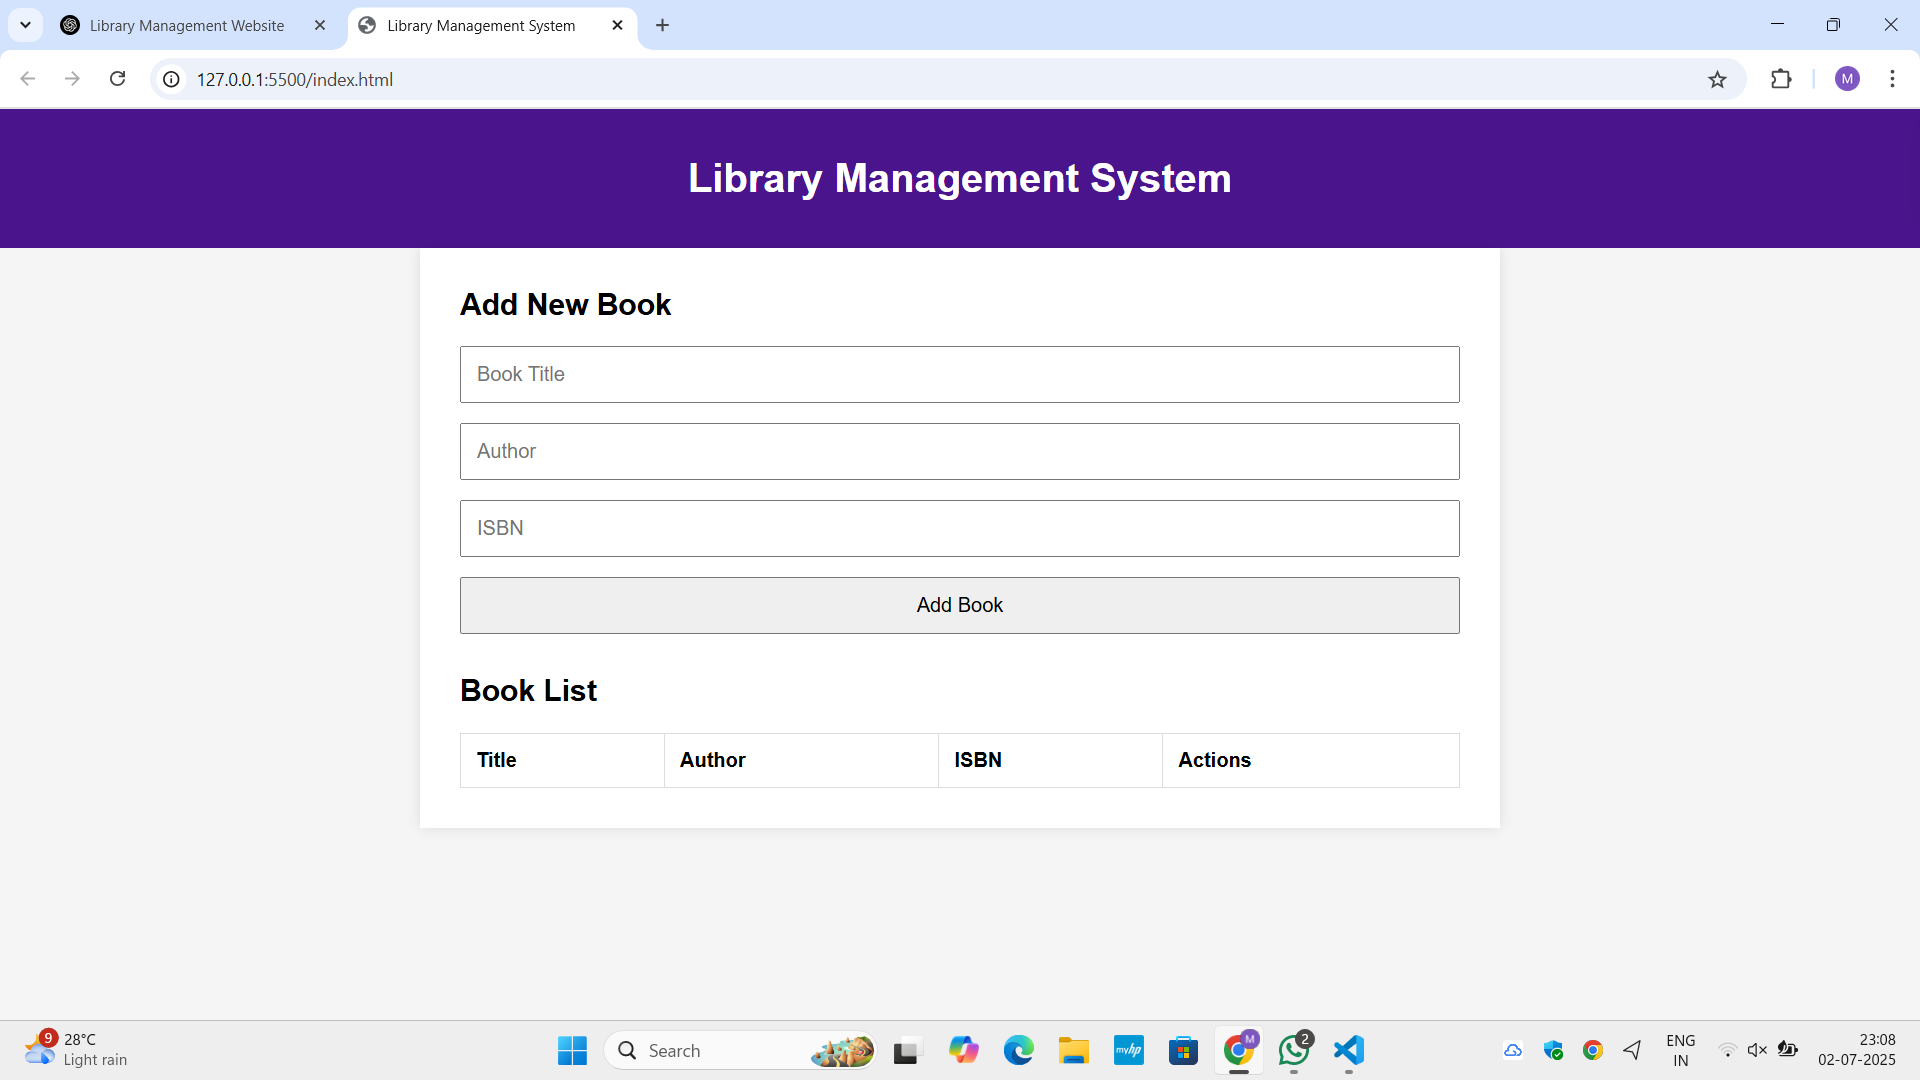 Library Management Website
Library Management System
127.0.0.1:5500/index.html
M
Library Management System
Add New Book
Book Title
Author
ISBN
Add Book
Book List
Title Author ISBN Actions
9
28°C
Light rain
Search
myhp
M
2
ENG
IN
23:08
02-07-2025